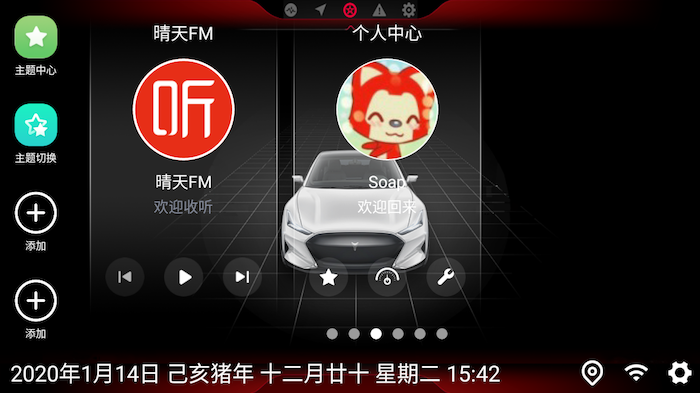 主题中心
主题切换
添加
添加
晴天FM
听
晴天FM
欢迎收听
个人中心
Soap
欢迎回来
2020年1月14日 己亥猪年 十二月廿十 星期二 15:42